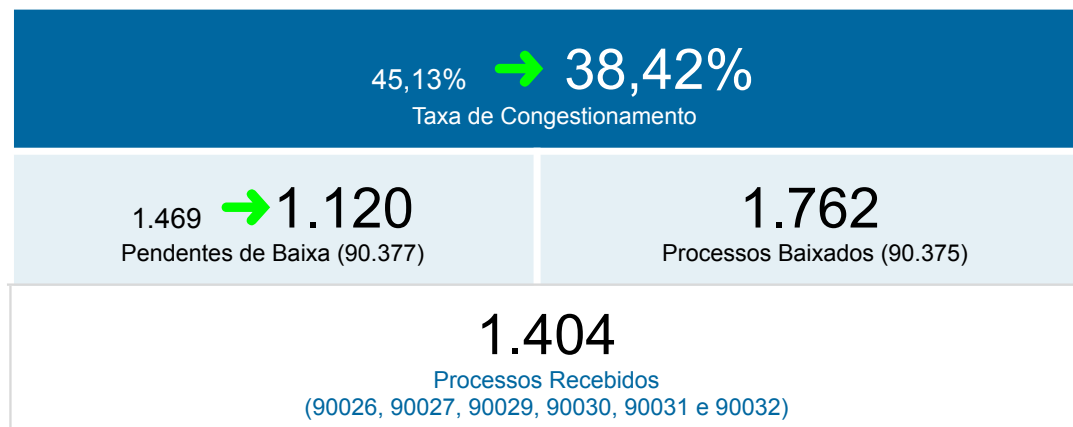 45,13% ➜ 38,42%
Taxa de Congestionamento
1.469 ➜ 1.120
Pendentes de Baixa (90.377)
1.762
Processos Baixados (90.375)
1.404
Processos Recebidos
(90026, 90027, 90029, 90030, 90031 e 90032)